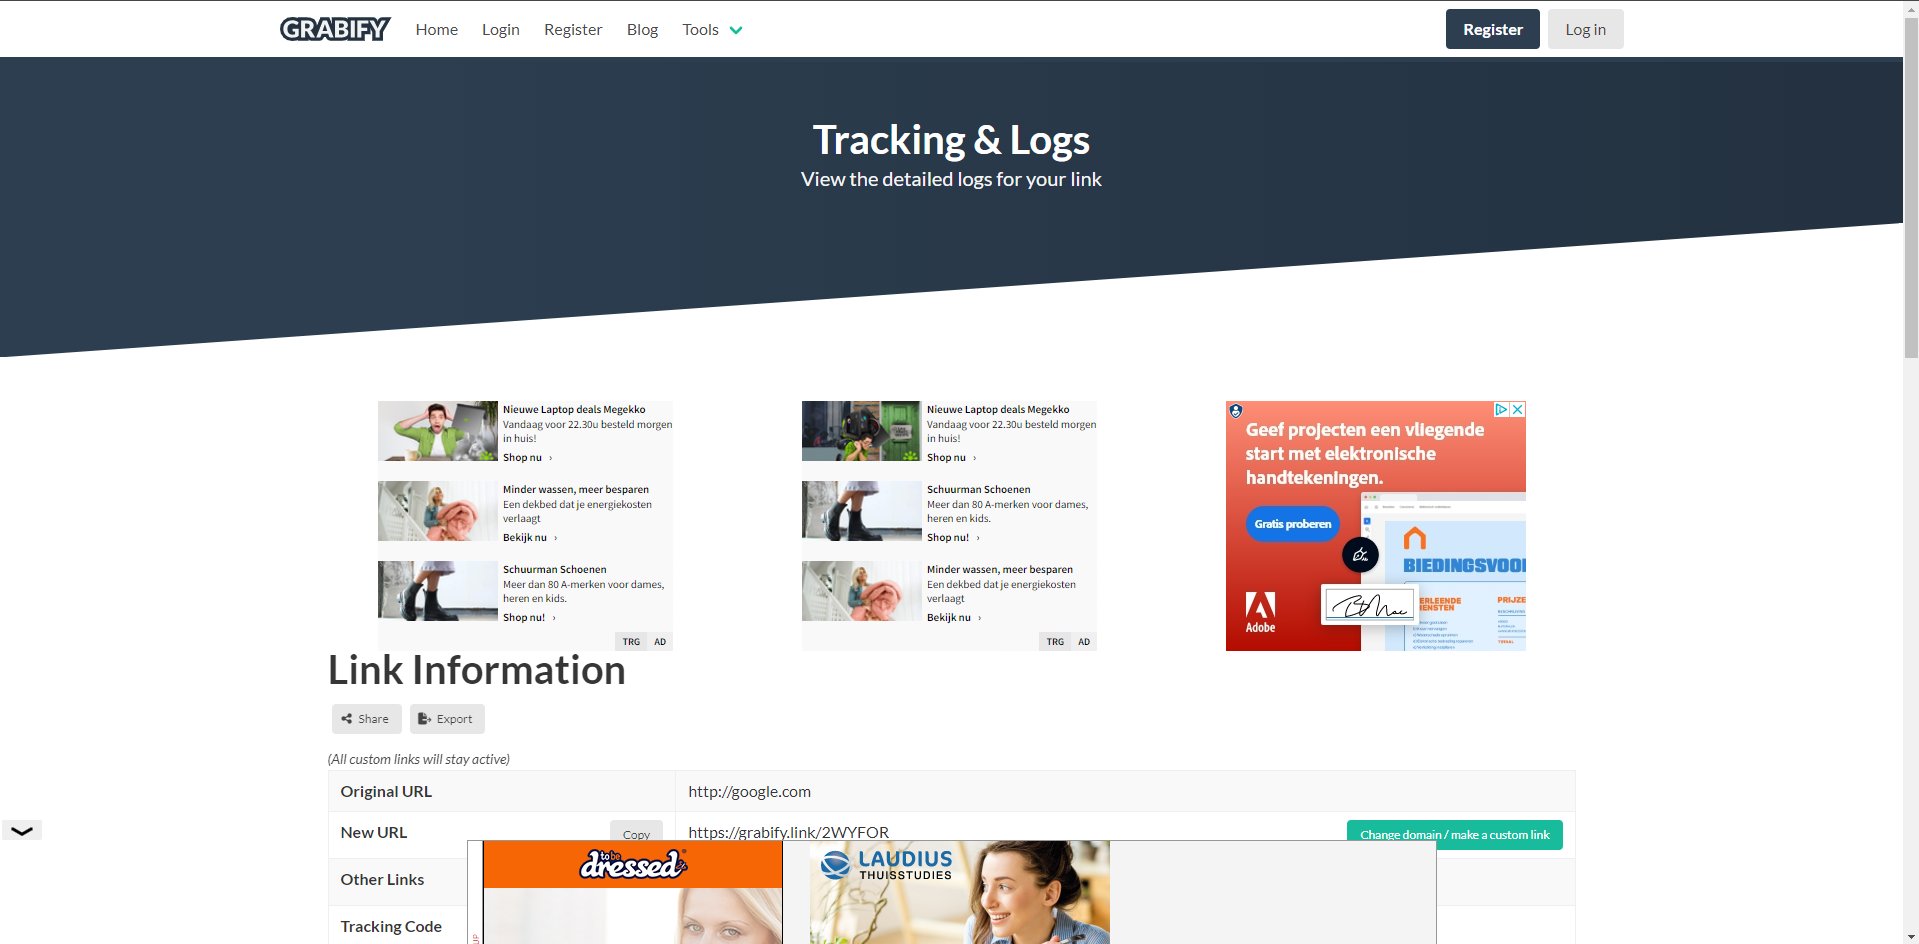 GRABIFY Home Login Register Blog Tools Register Log in
Tracking & Logs
View the detailed logs for your link
Nieuwe Laptop deals Megekko
Vandaag voor 22.30u besteld morgen
in huis!
Shop nu ›
Minder wassen, meer besparen
Een dekbed dat je energiekosten
verlaagt
Bekijk nu ›
Schuurman Schoenen
Meer dan 80 A-merken voor dames,
heren en kids.
Shop nu! ›
TRG AD
Nieuwe Laptop deals Megekko
Vandaag voor 22.30u besteld morgen
in huis!
Shop nu ›
Schuurman Schoenen
Meer dan 80 A-merken voor dames,
heren en kids.
Shop nu! ›
Minder wassen, meer besparen
Een dekbed dat je energiekosten
verlaagt
Bekijk nu ›
TRG AD
Geef projecten een vliegende
start met elektronische
handtekeningen.
Gratis proberen
BIEDINGSVOOR
ERLEENDE
IENSTEN
PRIJZE
Adobe
Link Information
Share Export
(All custom links will stay active)
Original URL http://google.com
New URL Copy https://grabify.link/2WYFOR Change domain / make a custom link
Other Links
Tracking Code
to be
dressed
LAUDIUS
THUISSTUDIES